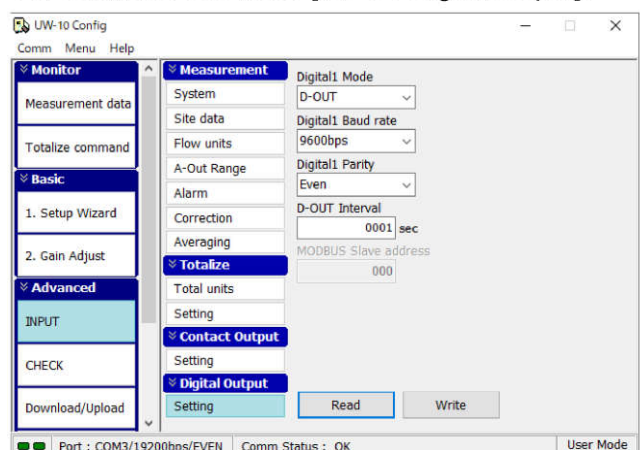 UW-10 Config
Comm Menu Help
Monitor
Measurement data
Totalize command
Basic
1. Setup Wizard
2. Gain Adjust
Advanced
INPUT
CHECK
Download/Upload
Measurement
System
Site data
Flow units
A-Out Range
Alarm
Correction
Averaging
Totalize
Total units
Setting
Contact Output
Setting
Digital Output
Setting
Digital1 Mode
D-OUT
Digital1 Baud rate
9600bps
Digital1 Parity
Even
D-OUT Interval
0001 sec
MODBUS Slave address
000
Read Write
Port : COM3/19200bps/EVEN Comm Status : OK User Mode